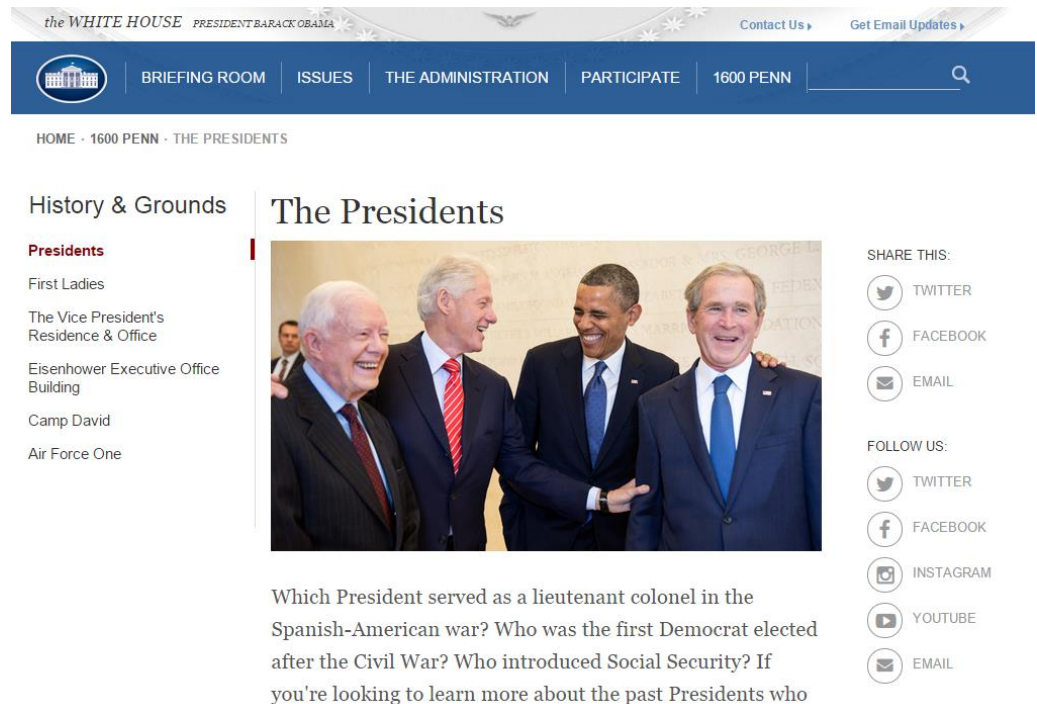 the WHITE HOUSE PRESIDENT BARACK OBAMA
Contact Us
Get Email Updates
BRIEFING ROOM
ISSUES
THE ADMINISTRATION
PARTICIPATE
1600 PENN
HOME · 1600 PENN · THE PRESIDENTS
History & Grounds
Presidents
First Ladies
The Vice President's
Residence & Office
Eisenhower Executive Office
Building
Camp David
Air Force One
The Presidents
Which President served as a lieutenant colonel in the
Spanish-American war? Who was the first Democrat elected
after the Civil War? Who introduced Social Security? If
you're looking to learn more about the past Presidents who
SHARE THIS:
TWITTER
FACEBOOK
EMAIL
FOLLOW US:
TWITTER
FACEBOOK
INSTAGRAM
YOUTUBE
EMAIL